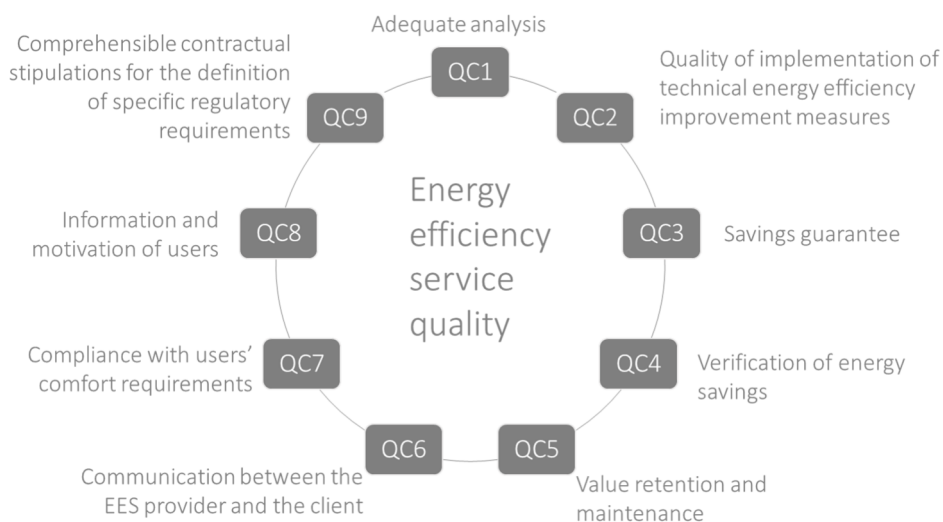 Adequate analysis
QC1
Quality of implementation of
technical energy efficiency
improvement measures
QC2
QC3
Savings guarantee
QC4
Verification of energy
savings
QC5
Value retention and
maintenance
QC6
Communication between the
EES provider and the client
QC7
Compliance with users’
comfort requirements
QC8
Information and
motivation of users
QC9
Comprehensible contractual
stipulations for the definition
of specific regulatory
requirements
Energy
efficiency
service
quality